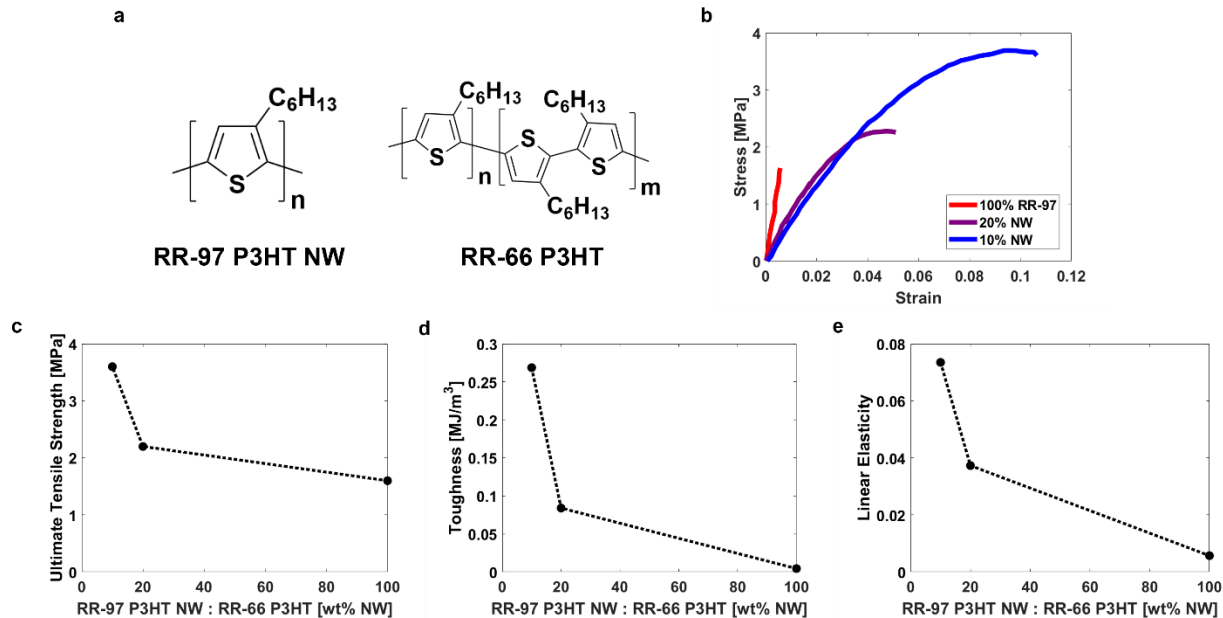 a
C6H13
S
n
RR-97 P3HT NW
C6H13
S
n
C6H13
S
S
C6H13
m
RR-66 P3HT
b
Stress [MPa]
4
3
2
1
0
0 0.02 0.04 0.06 0.08 0.1 0.12
Strain
100% RR-97
20% NW
10% NW
c
Ultimate Tensile Strength [MPa]
4
3
2
1
0
0 20 40 60 80 100
RR-97 P3HT NW : RR-66 P3HT [wt% NW]
d
Toughness [MJ/m³]
0.3
0.25
0.2
0.15
0.1
0.05
0
0 20 40 60 80 100
RR-97 P3HT NW : RR-66 P3HT [wt% NW]
e
Linear Elasticity
0.08
0.06
0.04
0.02
0
0 20 40 60 80 100
RR-97 P3HT NW : RR-66 P3HT [wt% NW]